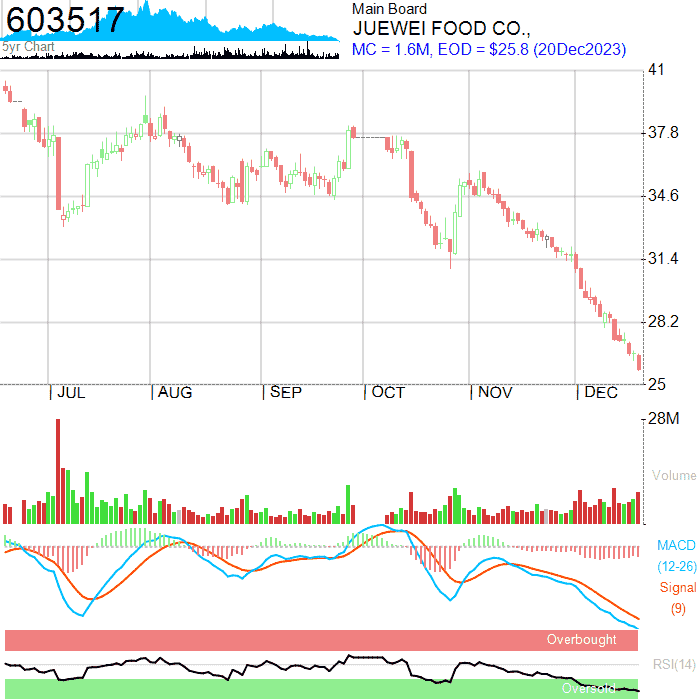 603517
5yr Chart
Main Board
JUEWEI FOOD CO.,
MC = 1.6M, EOD = $25.8 (20Dec2023)
41
37.8
34.6
31.4
28.2
25
JUL
AUG
SEP
OCT
NOV
DEC
28M
Volume
MACD
(12-26)
Signal
(9)
Overbought
RSI(14)
Oversold